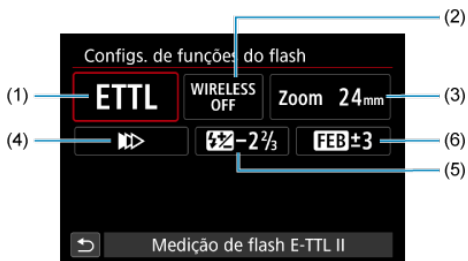 (2)
Configs. de funções do flash
(1) ETTL WIRELESS OFF Zoom 24mm (3)
(4) -2⅔ FEB±3 (6)
(5)
Medição de flash E-TTL II